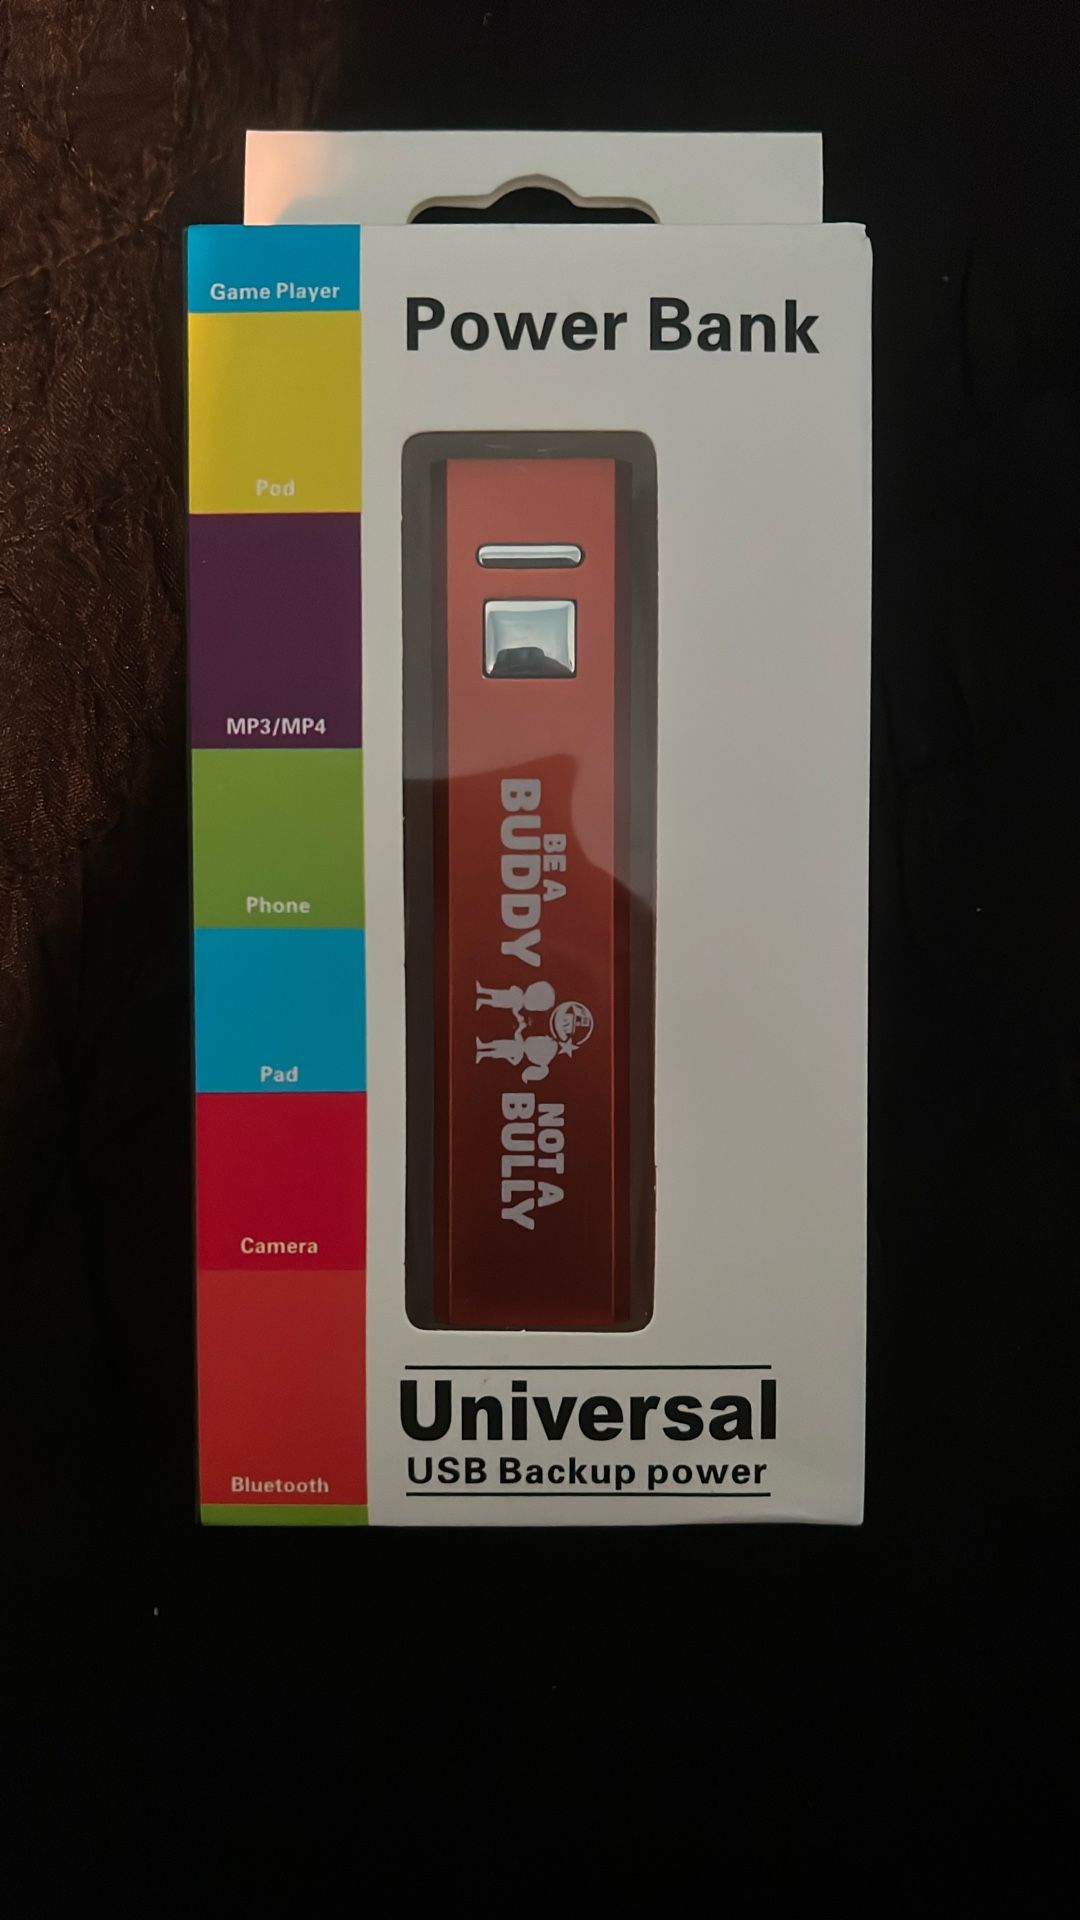 Power Bank
Game Player
Pod
MP3/MP4
Phone
Pad
Camera
Bluetooth
BE A
BUDDY
NOT A
BULLY
Universal
USB Backup power